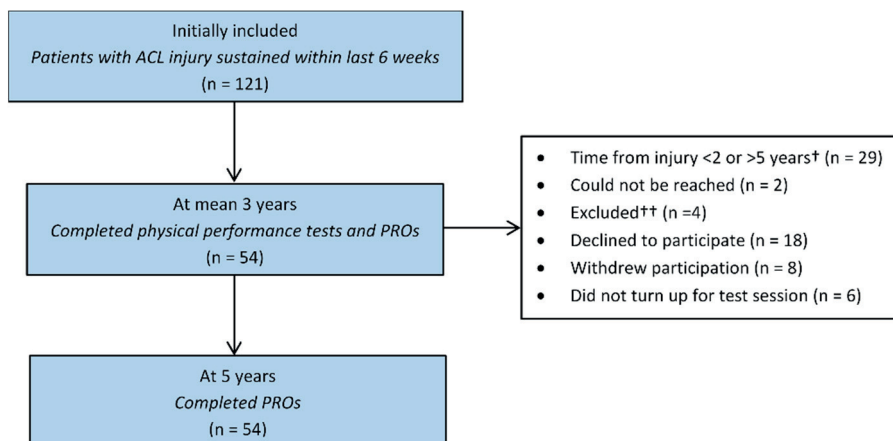 Initially included
Patients with ACL injury sustained within last 6 weeks
(n = 121)
• Time from injury <2 or >5 years† (n = 29)
• Could not be reached (n = 2)
• Excluded†† (n =4)
• Declined to participate (n = 18)
• Withdrew participation (n = 8)
• Did not turn up for test session (n = 6)
At mean 3 years
Completed physical performance tests and PROs
(n = 54)
At 5 years
Completed PROs
(n = 54)